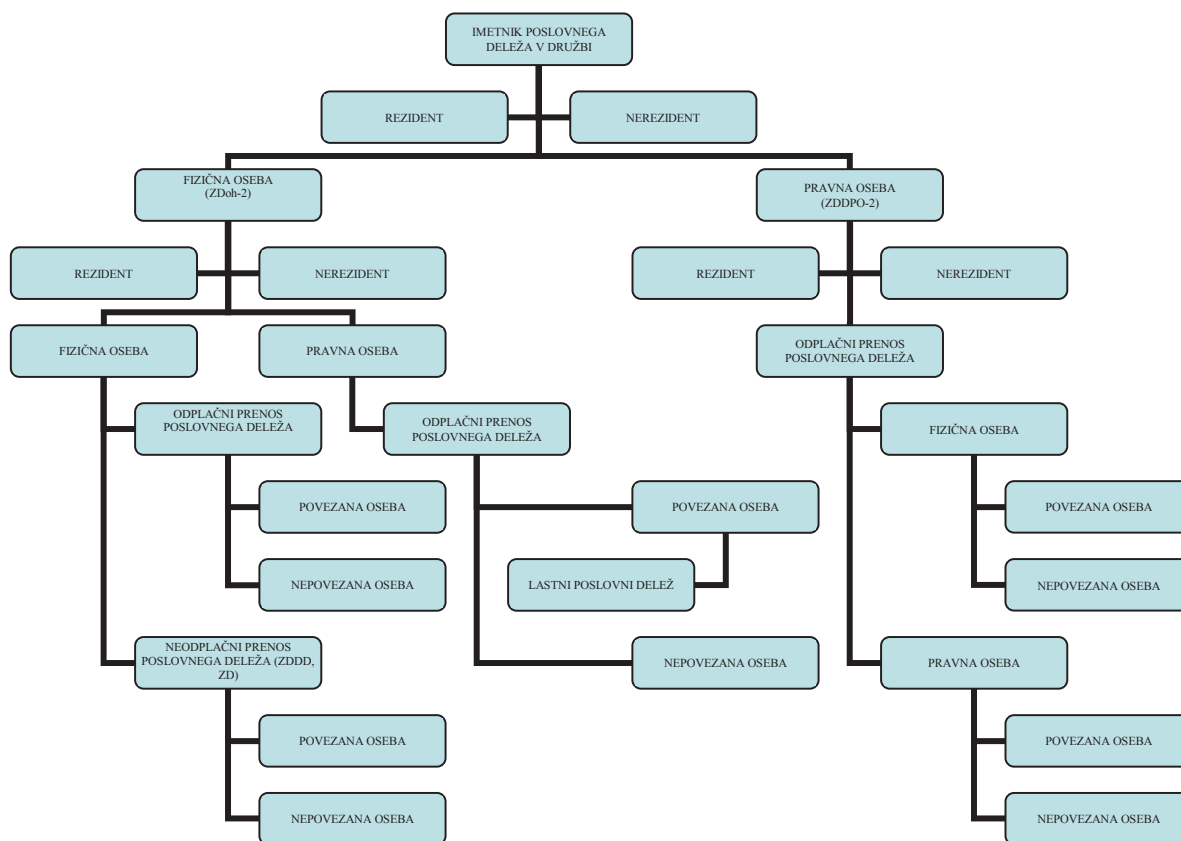 IMETNIK POSLOVNEGA
DELEŽA V DRUŽBI
REZIDENT
NEREZIDENT
FIZIČNA OSEBA
(ZDoh-2)
PRAVNA OSEBA
(ZDDPO-2)
REZIDENT
NEREZIDENT
REZIDENT
NEREZIDENT
FIZIČNA OSEBA
PRAVNA OSEBA
ODPLAČNI PRENOS
POSLOVNEGA DELEŽA
ODPLAČNI PRENOS
POSLOVNEGA DELEŽA
ODPLAČNI PRENOS
POSLOVNEGA DELEŽA
FIZIČNA OSEBA
POVEZANA OSEBA
POVEZANA OSEBA
POVEZANA OSEBA
NEPOVEZANA OSEBA
LASTNI POSLOVNI DELEŽ
NEPOVEZANA OSEBA
NEODPLAČNI PRENOS
POSLOVNEGA DELEŽA (ZDDD,
ZD)
NEPOVEZANA OSEBA
PRAVNA OSEBA
POVEZANA OSEBA
POVEZANA OSEBA
NEPOVEZANA OSEBA
NEPOVEZANA OSEBA